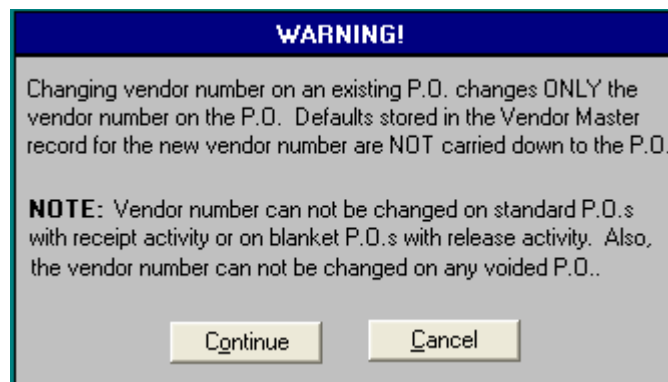 WARNING!
Changing vendor number on an existing P.O. changes ONLY the
vendor number on the P.O. Defaults stored in the Vendor Master
record for the new vendor number are NOT carried down to the P.O.
NOTE: Vendor number can not be changed on standard P.O.s
with receipt activity or on blanket P.O.s with release activity. Also,
the vendor number can not be changed on any voided P.O..
Continue Cancel